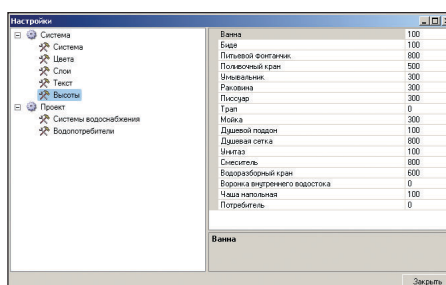 Настройки
Система
Система
Цвета
Слои
Текст
Высоты
Проект
Системы водоснабжения
Водопотребители
Ванна 100
Биде 100
Питьевой фонтанчик 800
Поливочный кран 500
Умывальник 300
Раковина 300
Писсуар 300
Трап 0
Мойка 300
Душевой поддон 100
Душевая сетка 800
Унитаз 100
Смеситель 800
Водоразборный кран 600
Воронка внутреннего водостока 0
Чаша напольная 100
Потребитель 0
Ванна
Закрыть